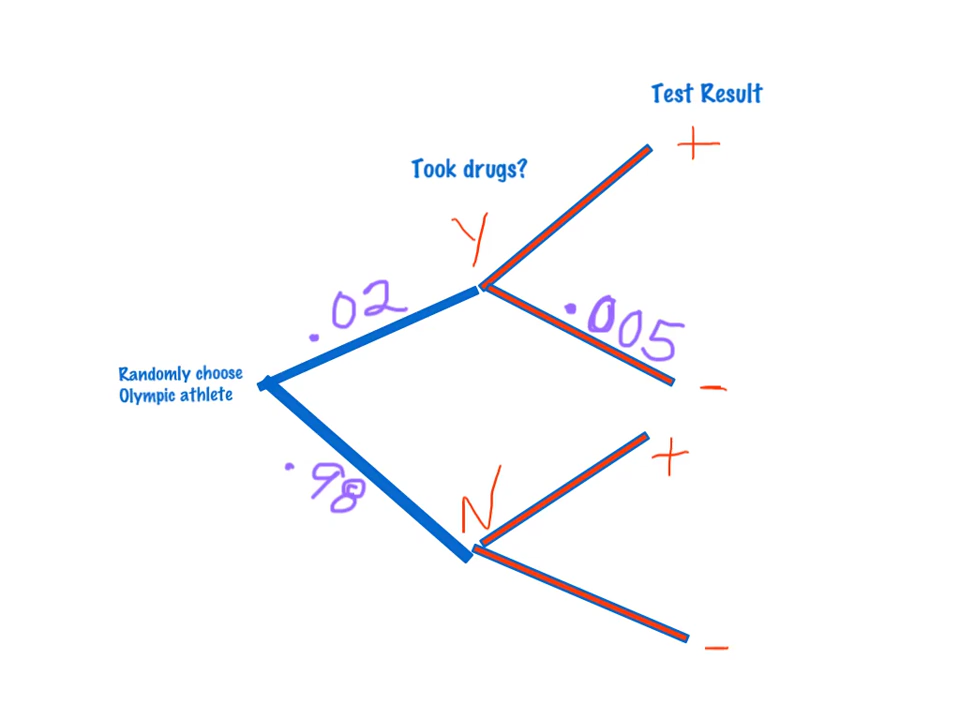 Test Result
+
Took drugs?
Y
.02
.005
Randomly choose
Olympic athlete
-
+
.98
N
-